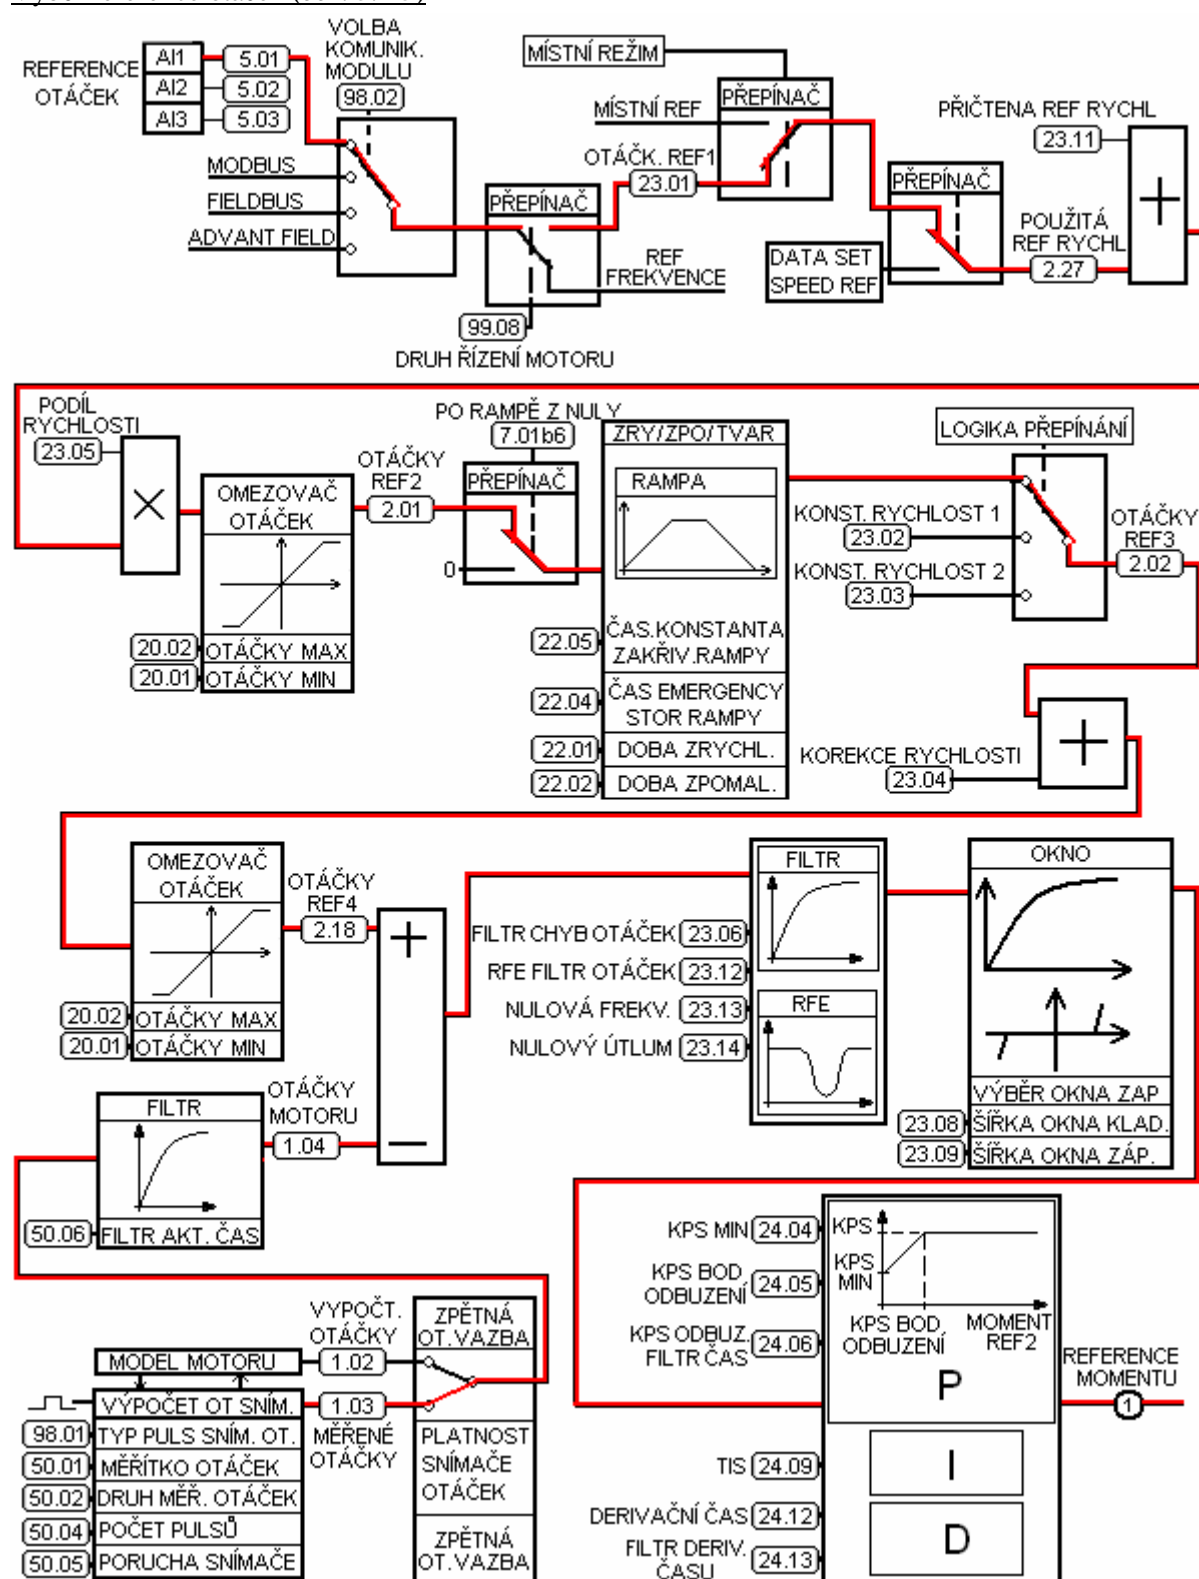 VOLBA
KOMUNIK.
MODULU
98.02
REFERENCE
OTÁČEK
AI1
5.01
AI2
5.02
AI3
5.03
MODBUS
FIELDBUS
ADVANT FIELD
PŘEPÍNAČ
99.08
DRUH ŘÍZENÍ MOTORU
REF
FREKVENCE
OTÁČK. REF1
23.01
MÍSTNÍ REŽIM
MÍSTNÍ REF
PŘEPÍNAČ
PŘEPÍNAČ
DATA SET
SPEED REF
PŘIČTENA REF RYCHL
23.11
POUŽITÁ
REF RYCHL
2.27
+
PODÍL
RYCHLOSTI
23.05
×
OMEZOVAČ
OTÁČEK
20.02
OTÁČKY MAX
20.01
OTÁČKY MIN
OTÁČKY
REF2
2.01
PO RAMPĚ Z NULY
7.01b6
PŘEPÍNAČ
0
ZRY/ZPO/TVAR
RAMPA
22.05
ČAS.KONSTANTA
ZAKŘIV.RAMPY
22.04
ČAS EMERGENCY
STOR RAMPY
22.01
DOBA ZRYCHL.
22.02
DOBA ZPOMAL.
LOGIKA PŘEPÍNÁNÍ
KONST. RYCHLOST 1
23.02
KONST. RYCHLOST 2
23.03
OTÁČKY
REF3
2.02
KOREKCE RYCHLOSTI
23.04
+
OMEZOVAČ
OTÁČEK
20.02
OTÁČKY MAX
20.01
OTÁČKY MIN
OTÁČKY
REF4
2.18
+
OTÁČKY
MOTORU
1.04
—
FILTR
50.06
FILTR AKT. ČAS
FILTR
FILTR CHYB OTÁČEK
23.06
RFE FILTR OTÁČEK
23.12
NULOVÁ FREKV.
23.13
NULOVÝ ÚTLUM
23.14
RFE
OKNO
VÝBĚR OKNA ZAP
23.08
ŠÍŘKA OKNA KLAD.
23.09
ŠÍŘKA OKNA ZÁP.
VYPOČT.
OTÁČKY
MODEL MOTORU
1.02
VÝPOČET OT SNÍM.
1.03
MĚŘENÉ
OTÁČKY
98.01
TYP PULS SNÍM. OT.
50.01
MĚŘÍTKO OTÁČEK
50.02
DRUH MĚŘ. OTÁČEK
50.04
POČET PULSŮ
50.05
PORUCHA SNÍMAČE
ZPĚTNÁ
OT.VAZBA
PLATNOST
SNÍMAČE
OTÁČEK
ZPĚTNÁ
OT.VAZBA
KPS MIN
24.04
KPS BOD
ODBUZENÍ
24.05
KPS ODBUZ.
FILTR ČAS
24.06
KPS
KPS
MIN
KPS BOD.
ODBUZENÍ
MOMENT
REF2
P
REFERENCE
MOMENTU
1
TIS
24.09
I
DERIVAČNÍ ČAS
24.12
FILTR DERIV.
ČASU
24.13
D